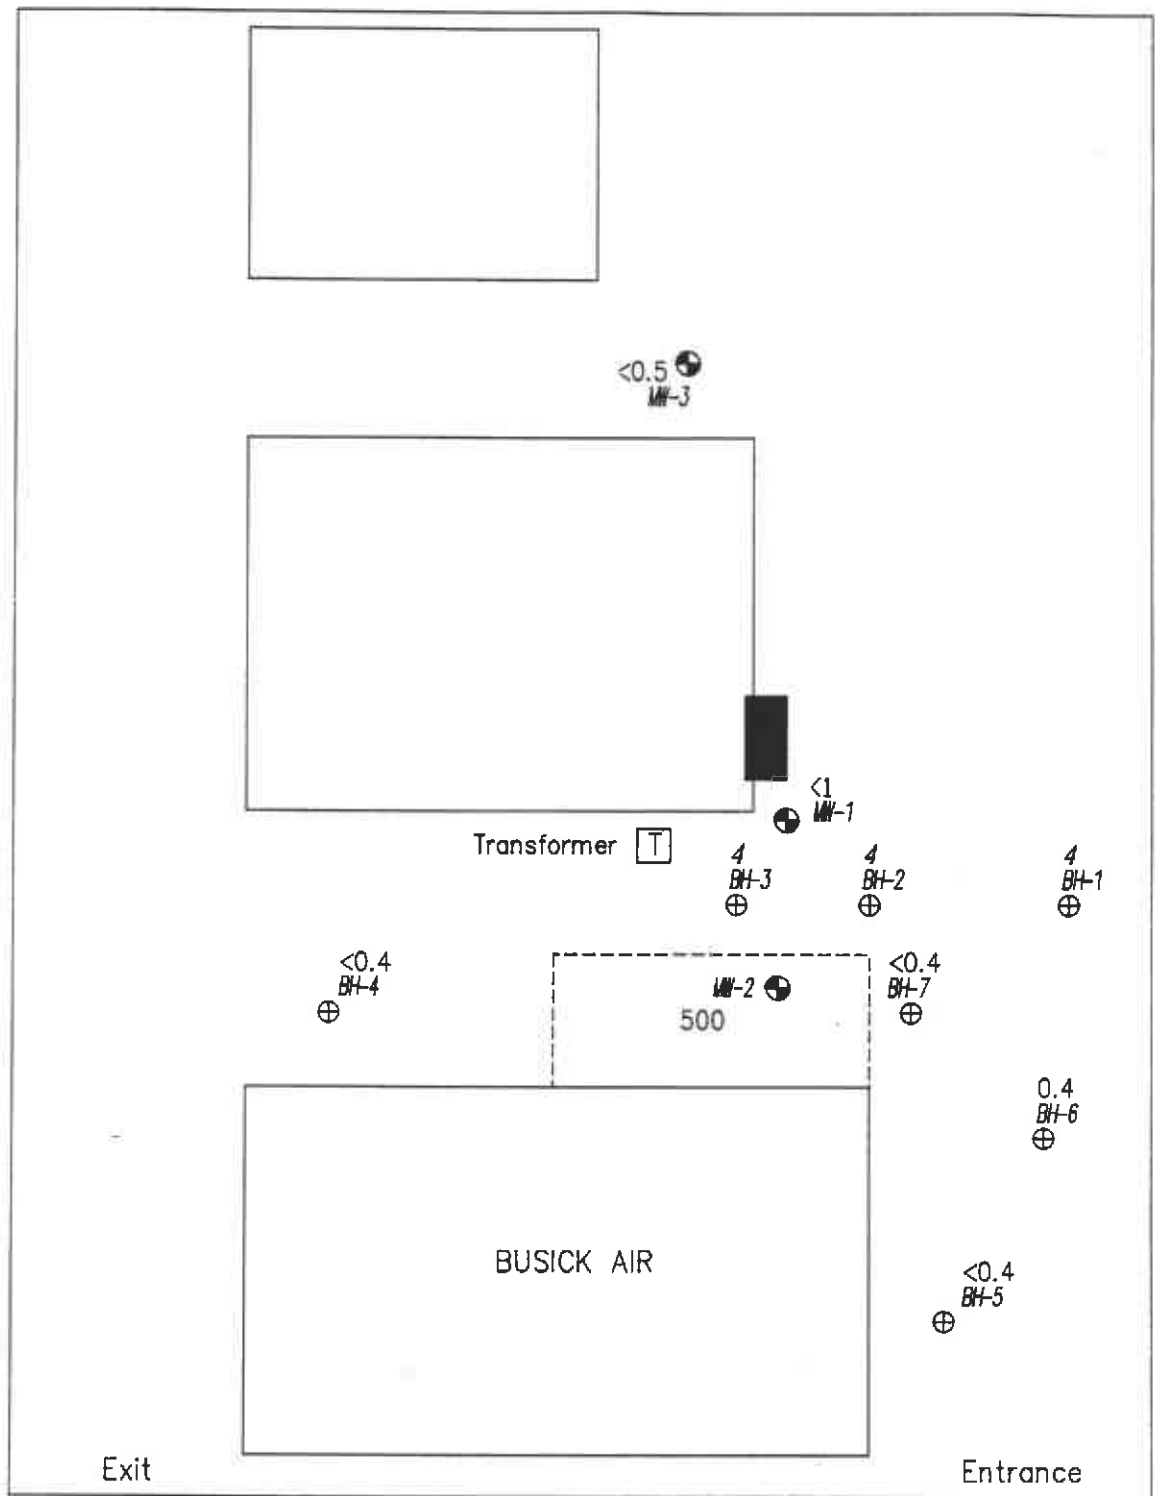 <0.5
MW-3
<1
MW-1
Transformer T
4
BH-3
4
BH-2
4
BH-1
<0.4
BH-4
MW-2
500
<0.4
BH-7
0.4
BH-6
BUSICK AIR
<0.4
BH-5
Exit
Entrance